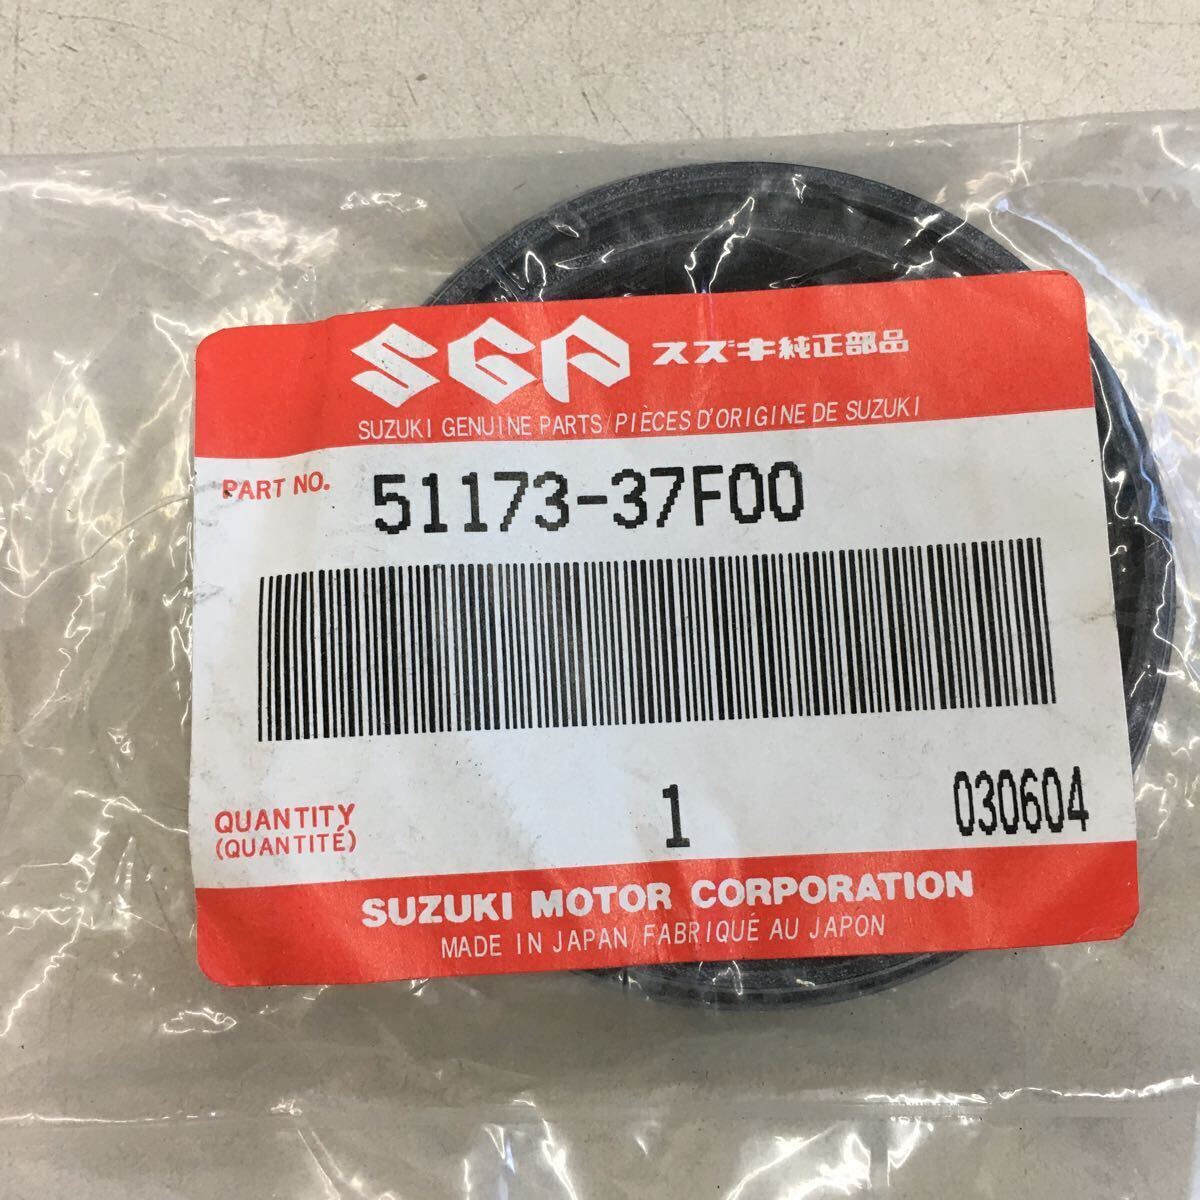 SGP スズキ純正部品
SUZUKI GENUINE PARTS/PIÈCES D'ORIGINE DE SUZUKI
PART NO. 51173-37F00
QUANTITY 1 030604
(QUANTITÉ)
SUZUKI MOTOR CORPORATION
MADE IN JAPAN/FABRIQUÉ AU JAPON